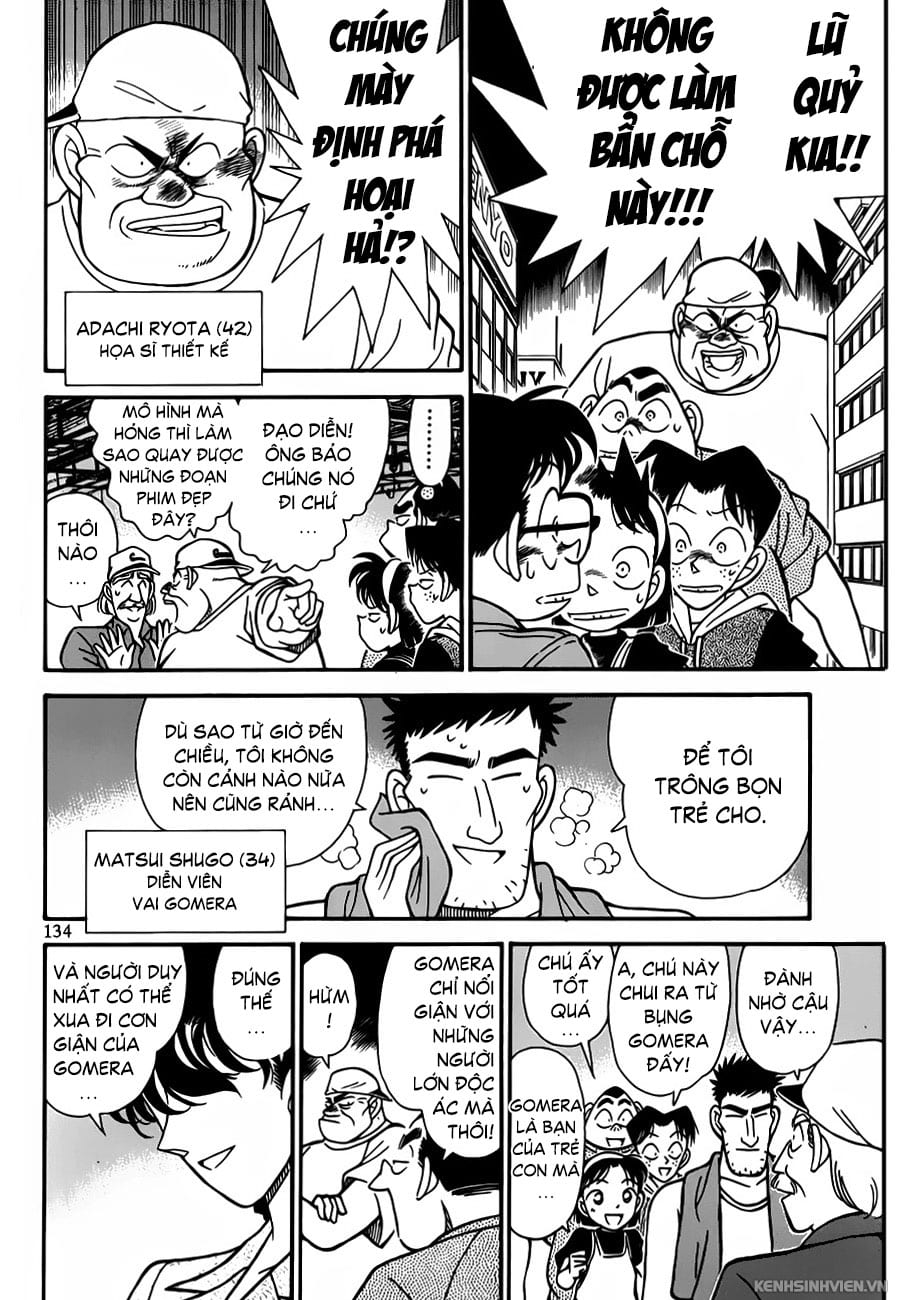 LŨ
QUỶ
KIA!!
KHÔNG
ĐƯỢC LÀM
BẨN CHỖ
NÀY!!!
CHÚNG
MÀY
ĐỊNH PHÁ
HOẠI
HẢ!?
ADACHI RYOTA (42)
HỌA SĨ THIẾT KẾ
.........
ĐẠO DIỄN!
ÔNG BẢO
CHÚNG NÓ
ĐI CHỨ
...
MÔ HÌNH MÀ
HỎNG THÌ LÀM
SAO QUAY ĐƯỢC
NHỮNG ĐOẠN
PHIM ĐẸP
ĐÂY?
THÔI
NÀO
...
ĐỂ TÔI
TRÔNG BỌN
TRẺ CHO.
DÙ SAO TỪ GIỜ ĐẾN
CHIỀU, TÔI KHÔNG
CÒN CẢNH NÀO NỮA
NÊN CŨNG RẢNH...
MATSUI SHUGO (34)
DIỄN VIÊN
VAI GOMERA
134
ĐÀNH
NHỜ CẬU
VẬY...
A, CHÚ NÀY
CHUI RA TỪ
BỤNG
GOMERA
ĐẤY!
CHÚ ẤY
TỐT
QUÁ
...
GOMERA
LÀ BẠN
CỦA TRẺ
CON MÀ
...
GOMERA
CHỈ NỔI
GIẬN VỚI
NHỮNG
NGƯỜI
LỚN ĐỘC
ÁC MÀ
THÔI!
HỪM
!
ĐÚNG
THẾ
...
VÀ NGƯỜI DUY
NHẤT CÓ THỂ
XUA ĐI CƠN
GIẬN CỦA
GOMERA
...
KENHSINHVIEN.VN